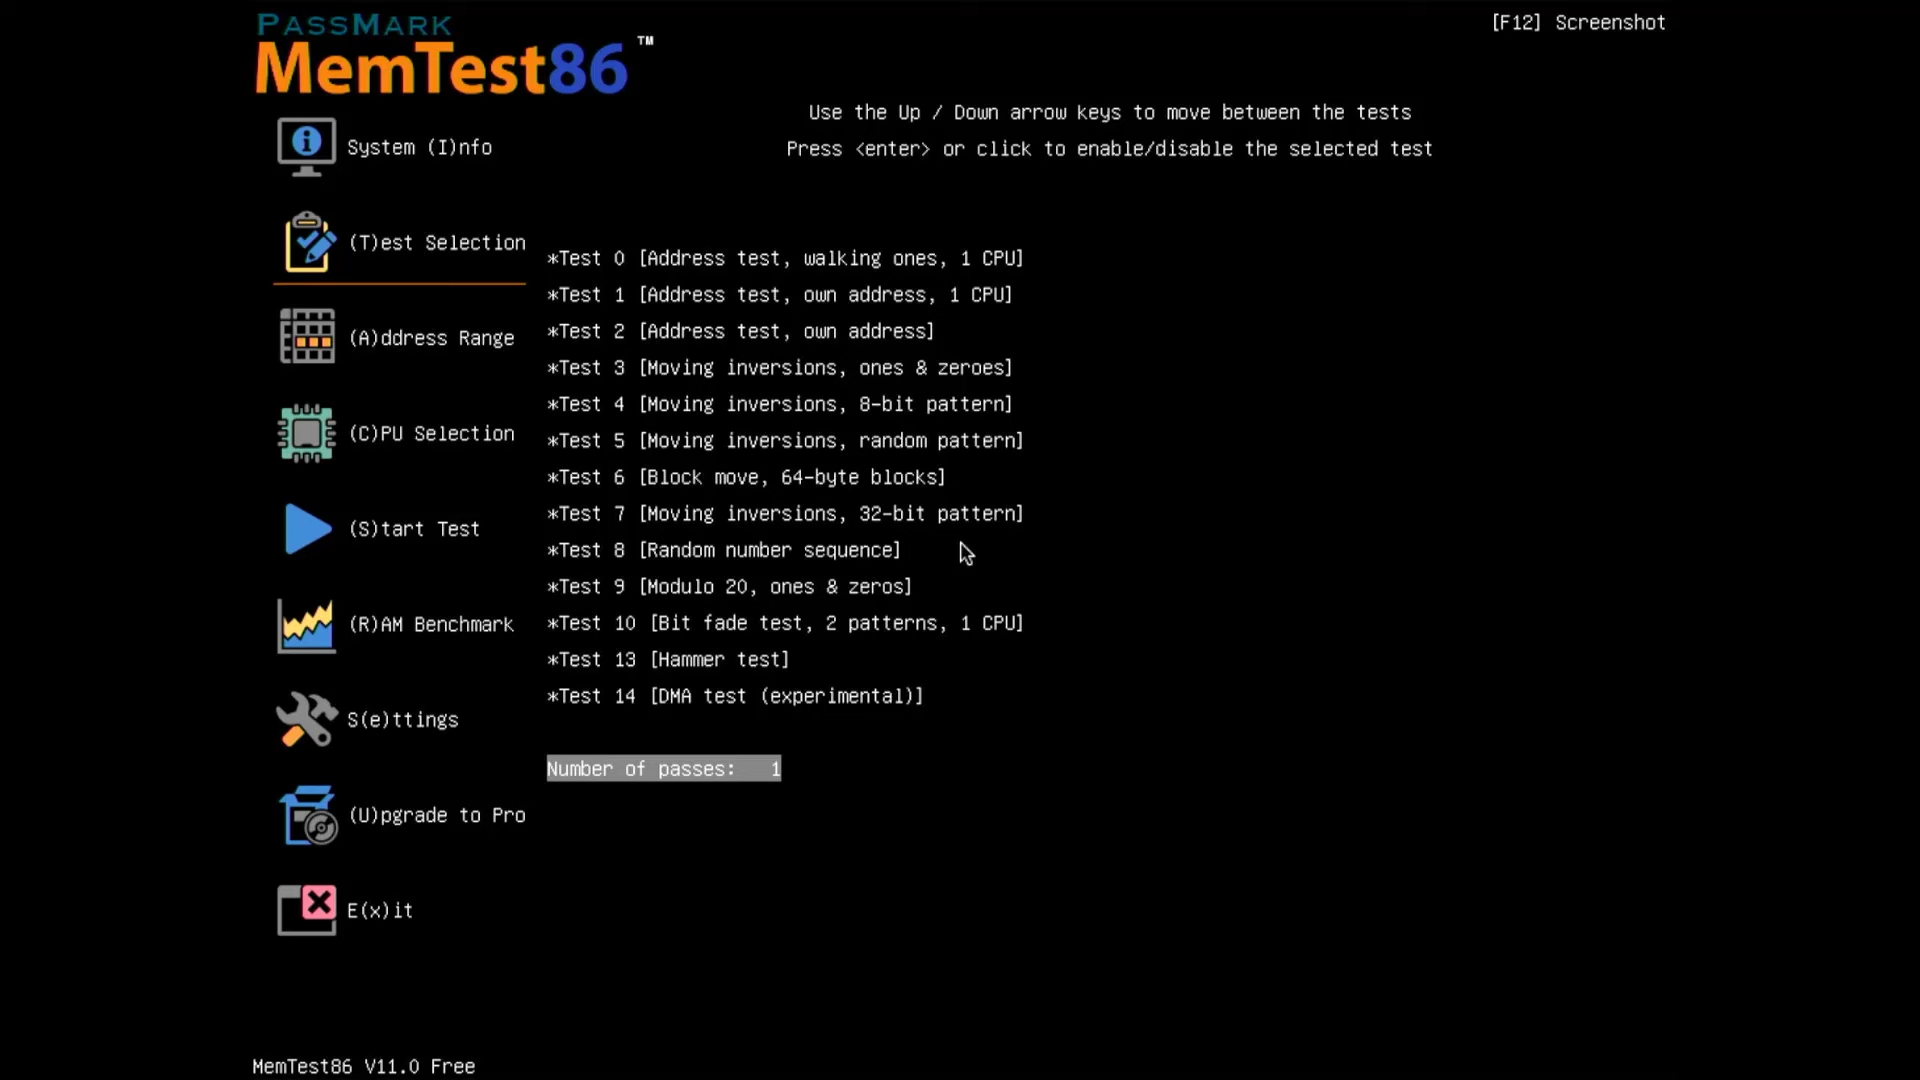 PASSMARK
MemTest86™
[F12] Screenshot
Use the Up / Down arrow keys to move between the tests
Press <enter> or click to enable/disable the selected test
System (I)nfo
(T)est Selection
(A)ddress Range
(C)PU Selection
(S)tart Test
(R)AM Benchmark
S(e)ttings
(U)pgrade to Pro
E(x)it
*Test 0 [Address test, walking ones, 1 CPU]
*Test 1 [Address test, own address, 1 CPU]
*Test 2 [Address test, own address]
*Test 3 [Moving inversions, ones & zeroes]
*Test 4 [Moving inversions, 8-bit pattern]
*Test 5 [Moving inversions, random pattern]
*Test 6 [Block move, 64-byte blocks]
*Test 7 [Moving inversions, 32-bit pattern]
*Test 8 [Random number sequence]
*Test 9 [Modulo 20, ones & zeros]
*Test 10 [Bit fade test, 2 patterns, 1 CPU]
*Test 13 [Hammer test]
*Test 14 [DMA test (experimental)]
Number of passes: 1
MemTest86 V11.0 Free